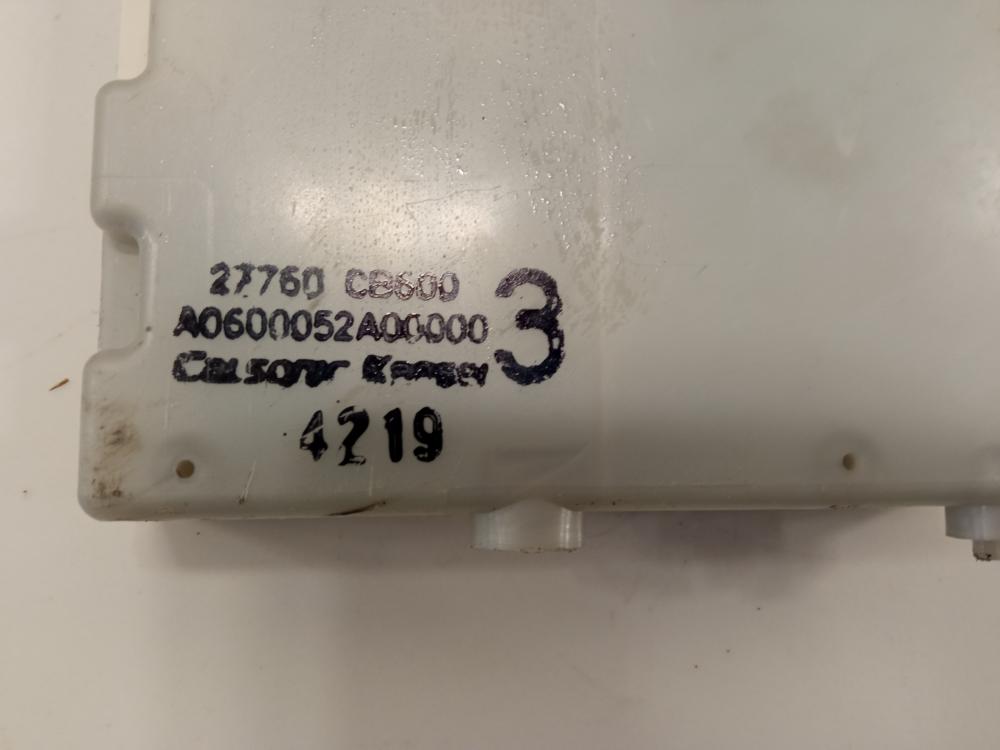 27760 CB600
A0600052A00000
3
Calsonic Kansei
4219